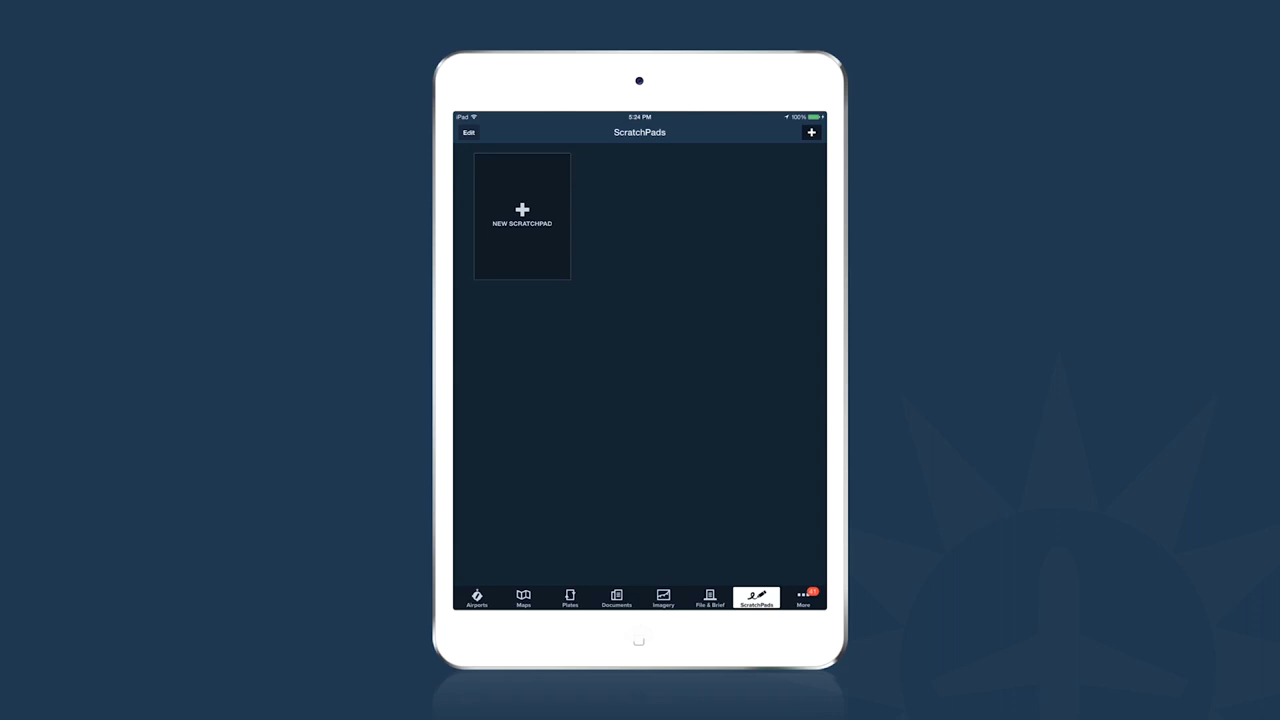 iPad 5:24 PM 100%
Edit ScratchPads
NEW SCRATCHPAD
Airports Maps Plates Documents Imagery File & Brief ScratchPads More